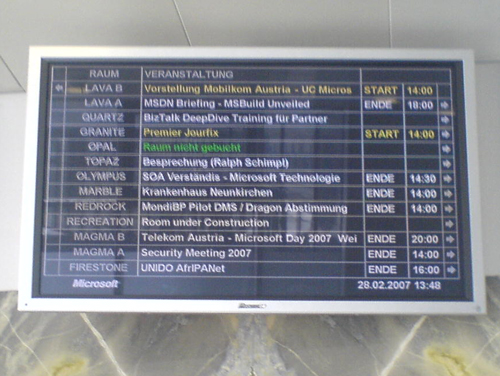 RAUM VERANSTALTUNG
LAVA B Vorstellung Mobilkom Austria - UC Micros START 14:00
LAVA A MSDN Briefing - MSBuild Unveiled ENDE 18:00
QUARTZ BizTalk DeepDive Training für Partner
GRANITE Premier Jourfix START 14:00
OPAL Raum nicht gebucht
TOPAZ Besprechung (Ralph Schimpl)
OLYMPUS SOA Verständis - Microsoft Technologie ENDE 14:30
MARBLE Krankenhaus Neunkirchen ENDE 14:00
REDROCK MondiBP Pilot DMS / Dragon Abstimmung ENDE 14:00
RECREATION Room under Construction
MAGMA B Telekom Austria - Microsoft Day 2007 Wei ENDE 20:00
MAGMA A Security Meeting 2007 ENDE 14:00
FIRESTONE UNIDO AfrIPANet ENDE 16:00
Microsoft 28.02.2007 13:48